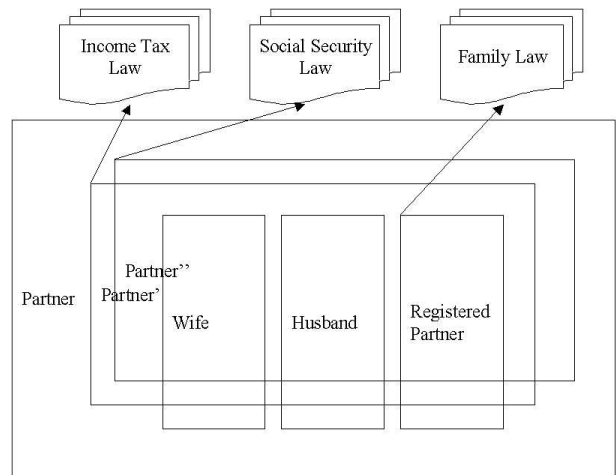 Income Tax
Law
Social Security
Law
Family Law
Partner’’
Partner
Partner’
Wife
Husband
Registered
Partner